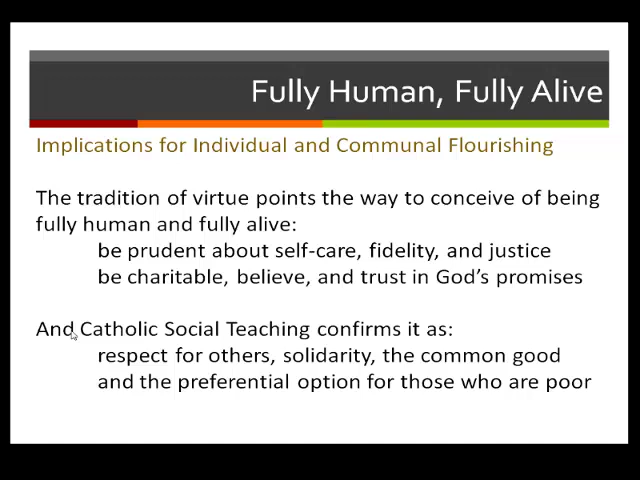 Fully Human, Fully Alive
Implications for Individual and Communal Flourishing
The tradition of virtue points the way to conceive of being
fully human and fully alive:
be prudent about self-care, fidelity, and justice
be charitable, believe, and trust in God's promises
And Catholic Social Teaching confirms it as:
respect for others, solidarity, the common good
and the preferential option for those who are poor